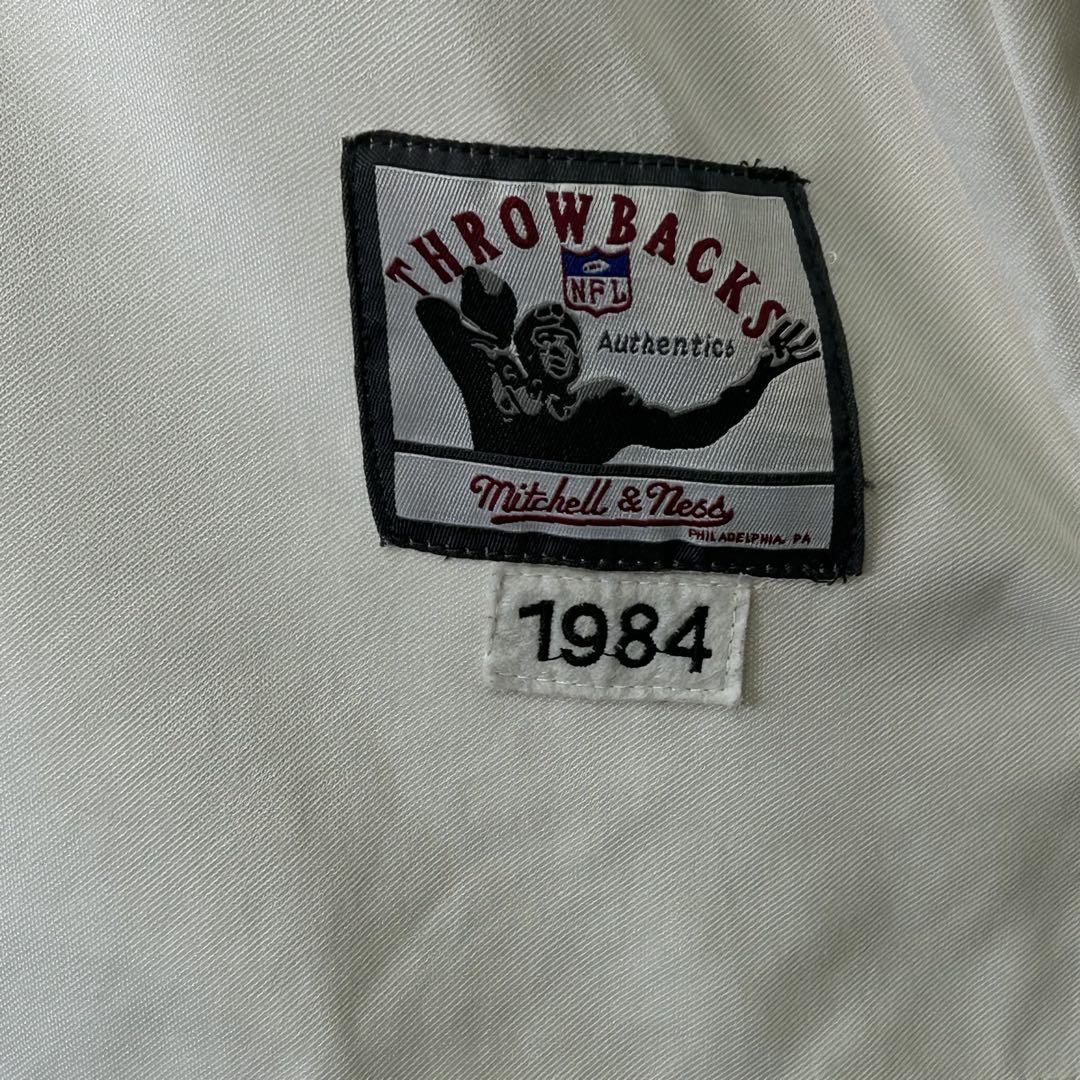 THROWBACKS
NFL
Authentics
Mitchell & Ness
PHILADELPHIA, PA
1984